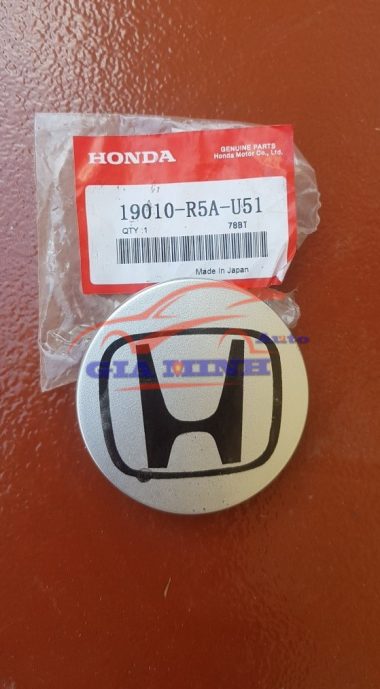 HONDA
GENUINE PARTS
Honda Motor Co., Ltd.
19010-R5A-U51
QTY :1 78BT
Made In Japan
Auto
GIA MINH